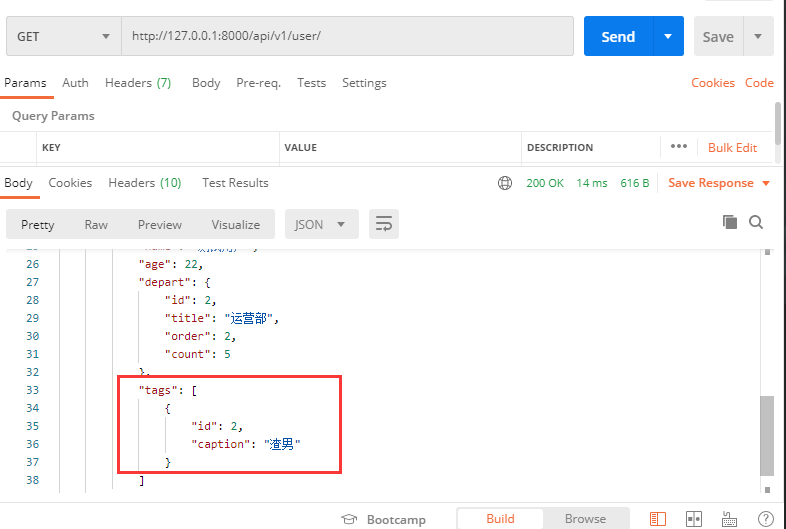 GET http://127.0.0.1:8000/api/v1/user/ Send Save
Params Auth Headers (7) Body Pre-req. Tests Settings Cookies Code
Query Params
KEY VALUE DESCRIPTION ••• Bulk Edit
Body Cookies Headers (10) Test Results 200 OK 14 ms 616 B Save Response
Pretty Raw Preview Visualize JSON
26 "age": 22,
27 "depart": {
28 "id": 2,
29 "title": "运营部",
30 "order": 2,
31 "count": 5
32 },
33 "tags": [
34 {
35 "id": 2,
36 "caption": "渣男"
37 }
38 ]
Bootcamp Build Browse